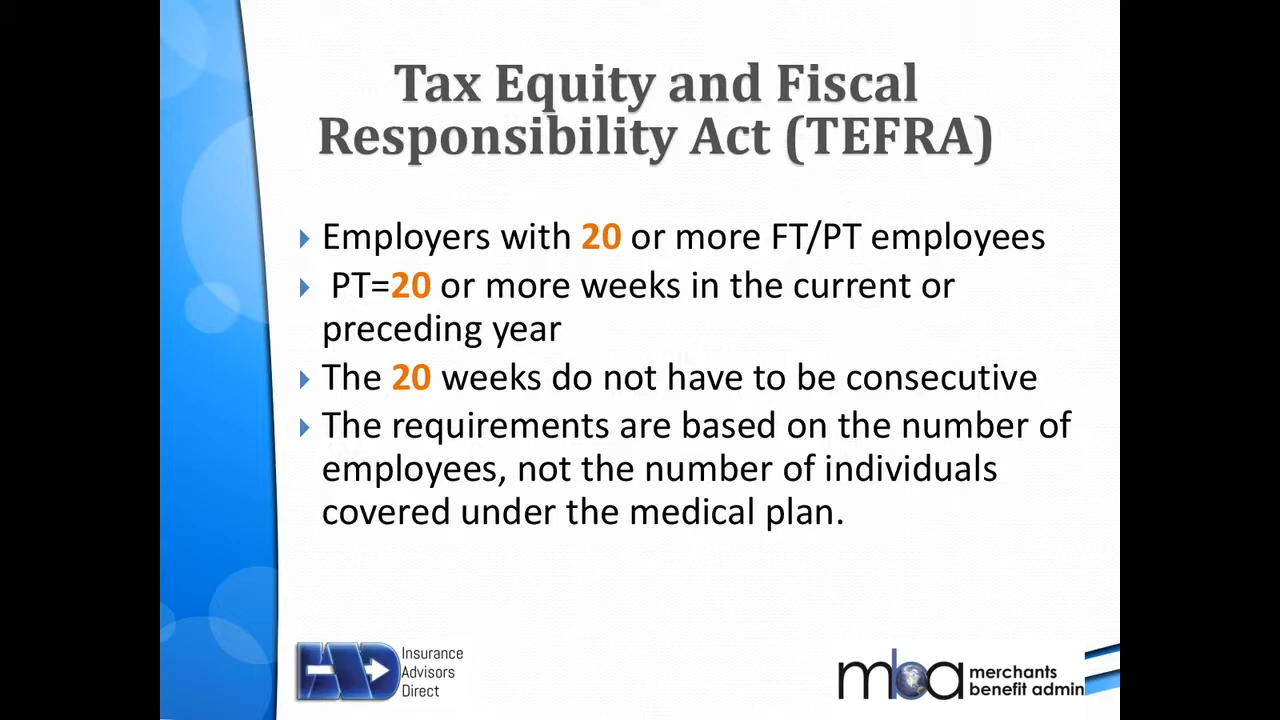 Tax Equity and Fiscal
Responsibility Act (TEFRA)
Employers with 20 or more FT/PT employees
PT=20 or more weeks in the current or
preceding year
The 20 weeks do not have to be consecutive
The requirements are based on the number of
employees, not the number of individuals
covered under the medical plan.
IAD
Insurance
Advisors
Direct
mba
merchants
benefit admin